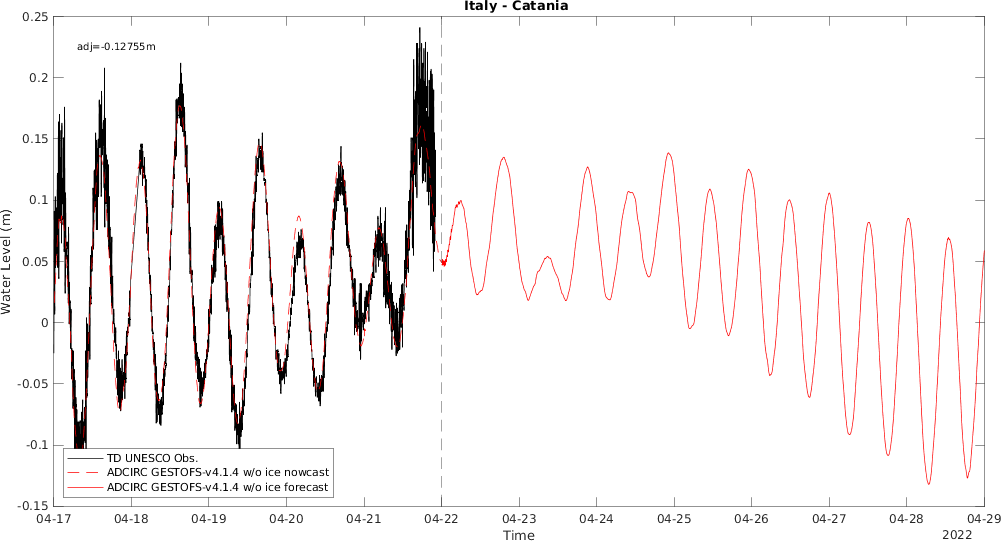 Italy - Catania
adj=-0.12755m
Water Level (m)
0.25
0.2
0.15
0.1
0.05
0
-0.05
-0.1
-0.15
TD UNESCO Obs.
ADCIRC GESTOFS-v4.1.4 w/o ice nowcast
ADCIRC GESTOFS-v4.1.4 w/o ice forecast
04-17 04-18 04-19 04-20 04-21 04-22 04-23 04-24 04-25 04-26 04-27 04-28 04-29
Time
2022